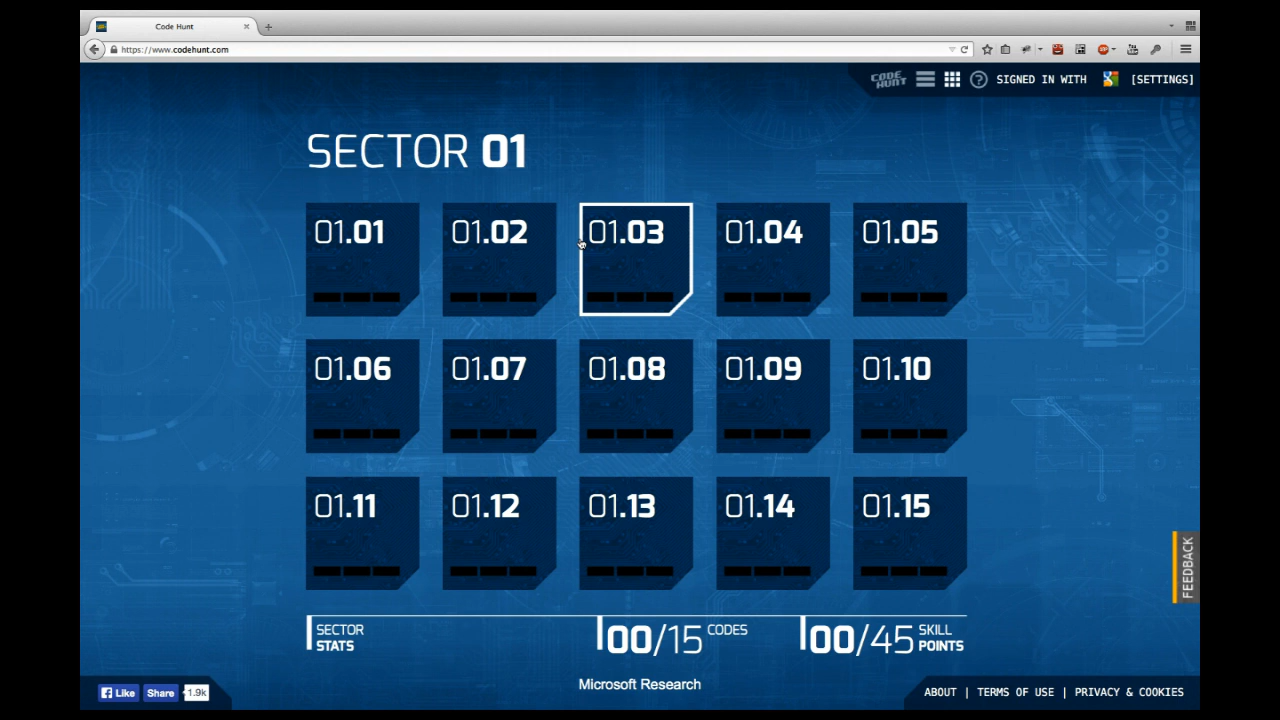 Code Hunt
https://www.codehunt.com
CODE HUNT
SIGNED IN WITH [SETTINGS]
SECTOR 01
01.01 01.02 01.03 01.04 01.05
01.06 01.07 01.08 01.09 01.10
01.11 01.12 01.13 01.14 01.15
FEEDBACK
SECTOR STATS
00/15 CODES
00/45 SKILL POINTS
Microsoft Research
Like Share 1.9k
ABOUT | TERMS OF USE | PRIVACY & COOKIES